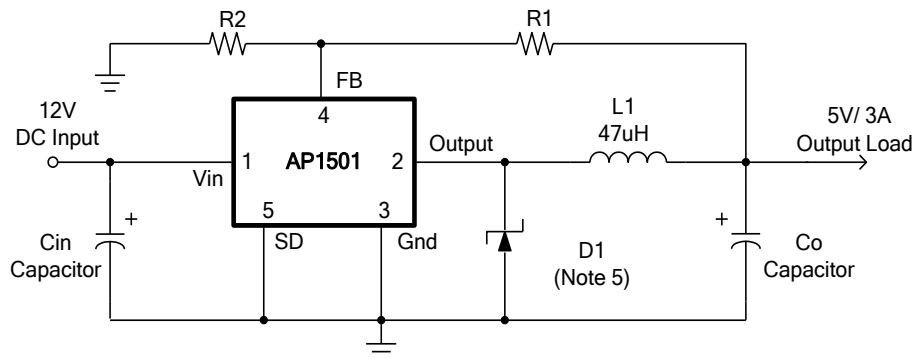 R2
R1
FB
12V
DC Input
4
L1
47uH
5V/ 3A
Output Load
Vin
1
AP1501
2
Output
5
3
SD
Gnd
+
Cin
Capacitor
D1
(Note 5)
+
Co
Capacitor